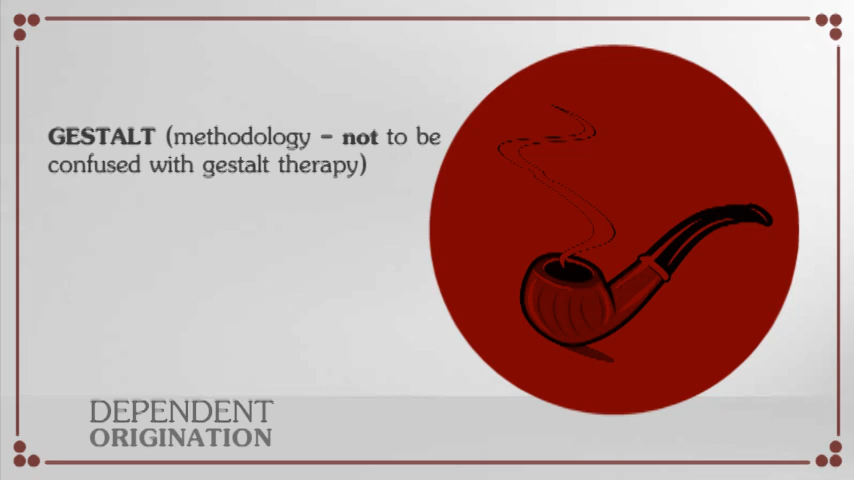 GESTALT (methodology – not to be
confused with gestalt therapy)
DEPENDENT
ORIGINATION